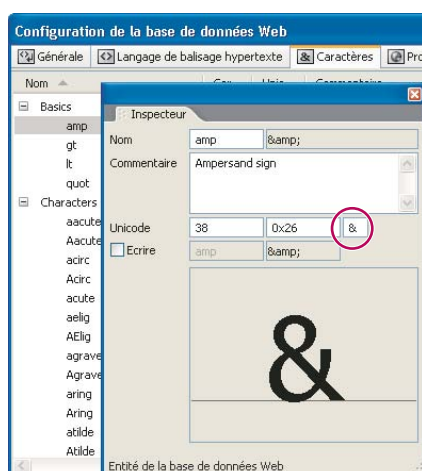 Configuration de la base de données Web
Générale Langage de balisage hypertexte & Caractères Pro
Nom
Basics
amp
gt
lt
quot
Characters
aacute
Aacute
acirc
Acirc
acute
aelig
AElig
agrave
Agrave
aring
Aring
atilde
Atilde
Inspecteur
Nom amp &amp;
Commentaire Ampersand sign
Unicode 38 0x26 &
Ecrire amp &amp;
&
Entité de la base de données Web